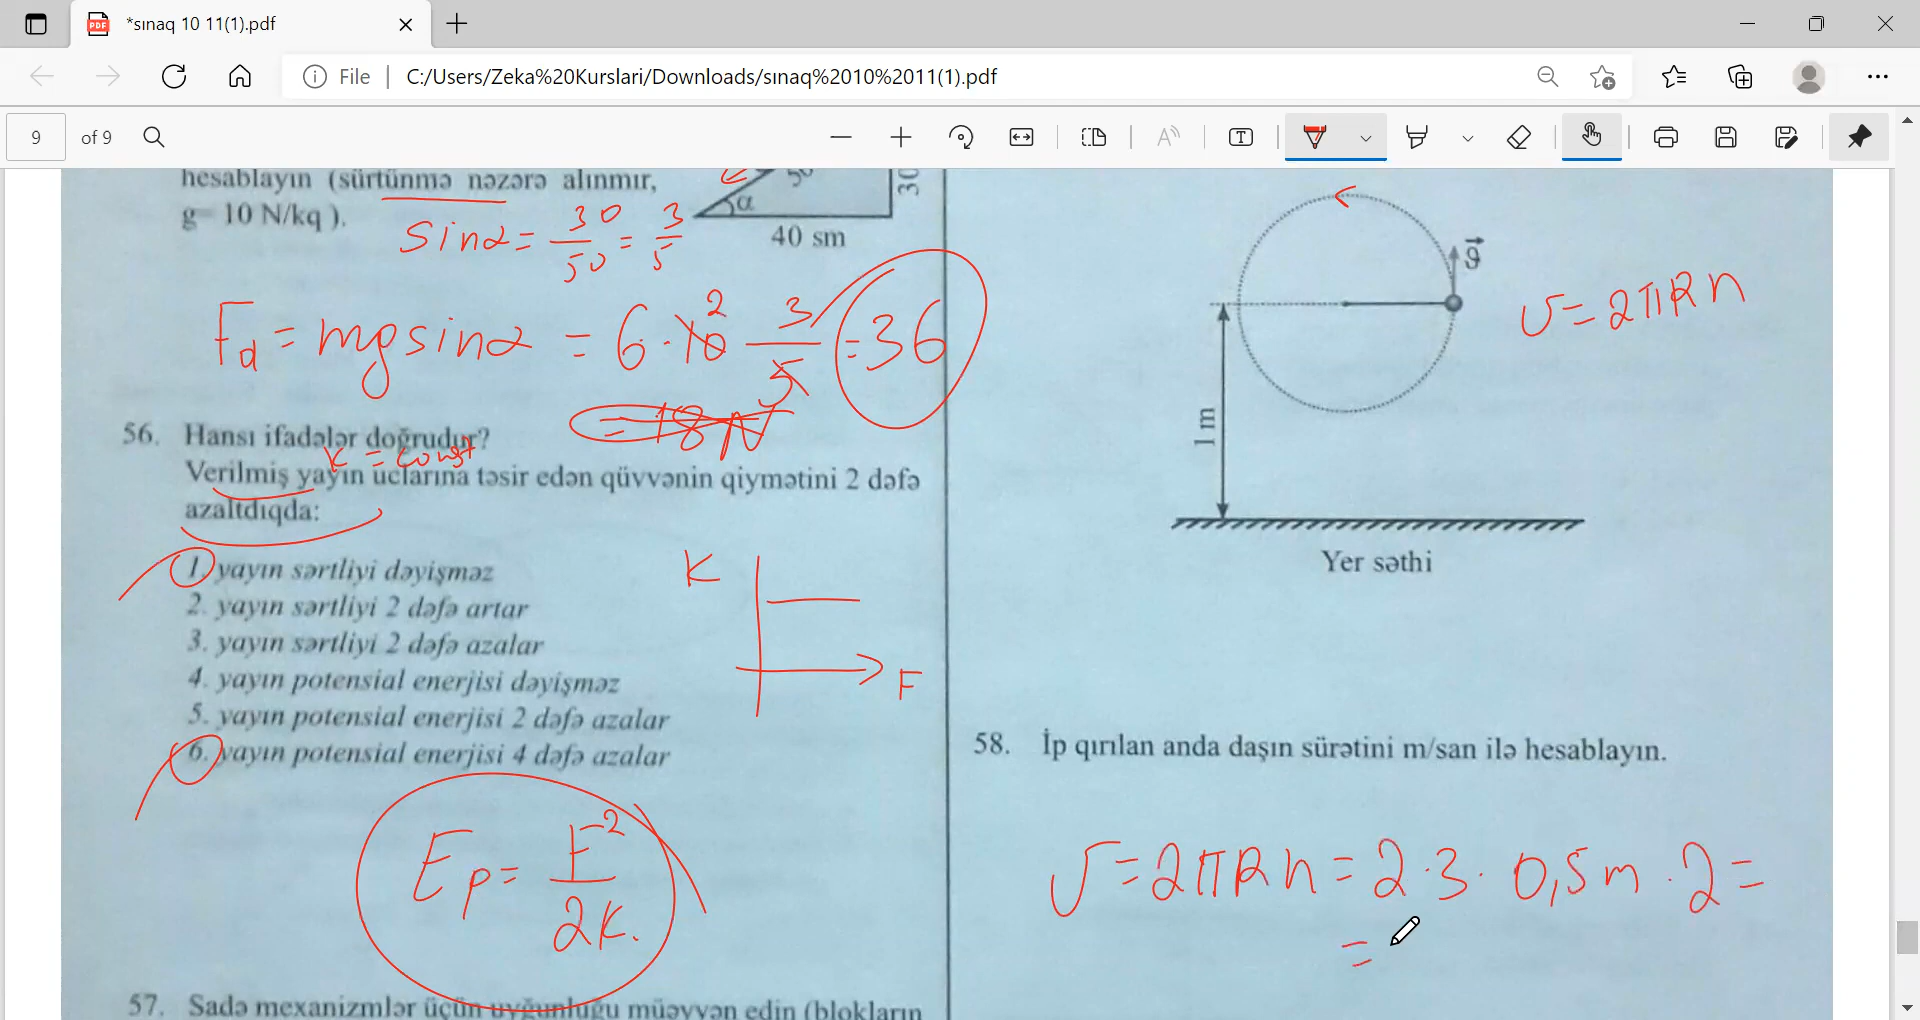 *sınaq 10 11(1).pdf
File
C:/Users/Zeka%20Kurslari/Downloads/sınaq%2010%2011(1).pdf
9 of 9
hesablayın (sürtünmə nəzərə alınmır,
g= 10 N/kq ).
50
30
α
40 sm
sinα = 30/50 = 3/5
Fd = mg sinα = 6 · 10 2 3/5 = 36
= 18 N
56. Hansı ifadələr doğrudur?
K = const
Verilmiş yayın uclarına təsir edən qüvvənin qiymətini 2 dəfə
azaltdıqda:
1. yayın sərtliyi dəyişməz
2. yayın sərtliyi 2 dəfə artar
3. yayın sərtliyi 2 dəfə azalar
4. yayın potensial enerjisi dəyişməz
5. yayın potensial enerjisi 2 dəfə azalar
6. yayın potensial enerjisi 4 dəfə azalar
K
F
Ep = F²/2K.
57. Sadə mexanizmlər üçün uyğunluğu müəyyən edin (blokların
ϑ
υ = 2πRn
1 m
Yer səthi
58. İp qırılan anda daşın sürətini m/san ilə hesablayın.
υ = 2πRn = 2 · 3 · 0,5 m · 2 =
=